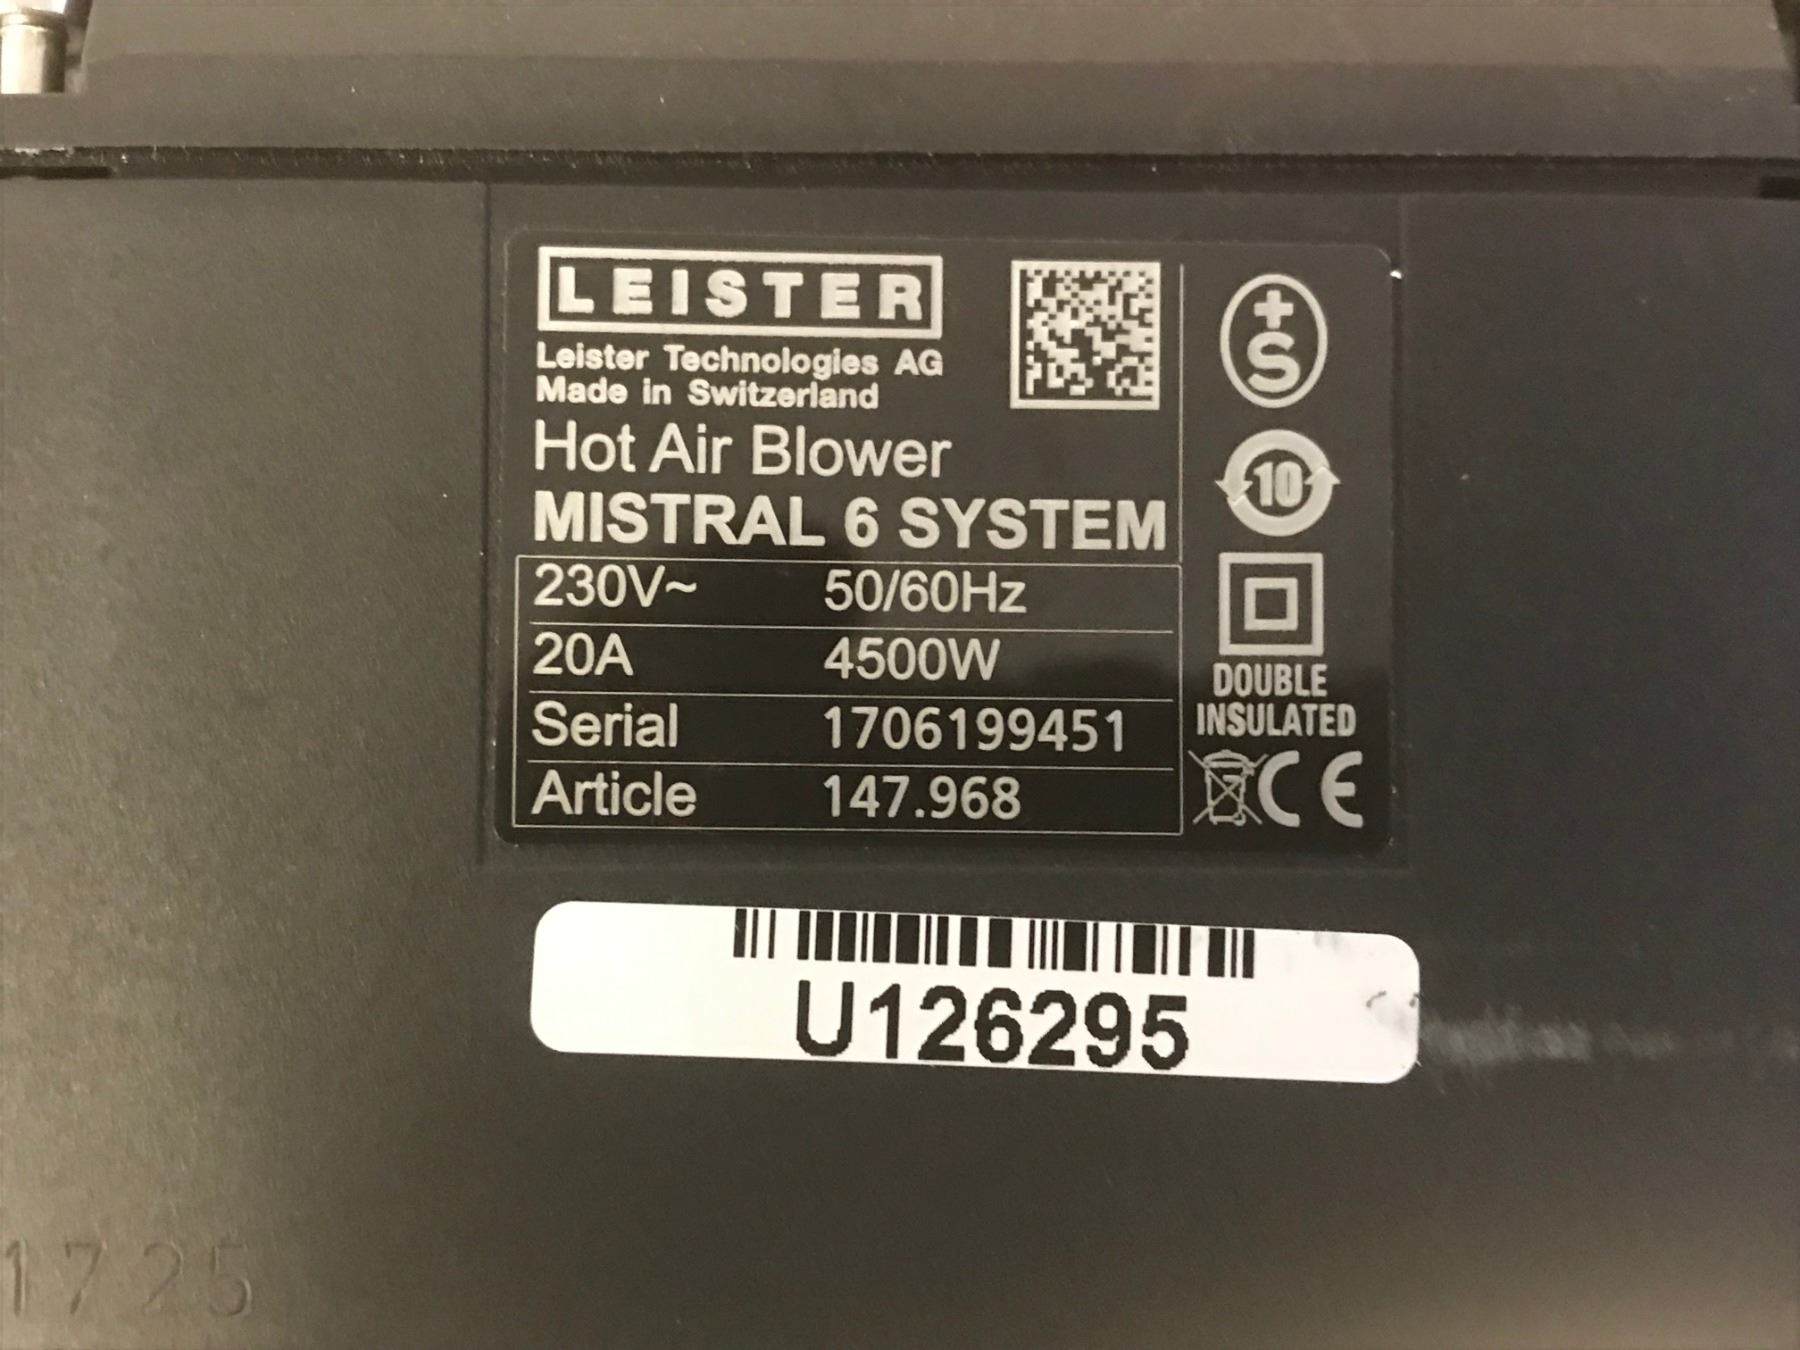 LEISTER
Leister Technologies AG
Made in Switzerland
Hot Air Blower
MISTRAL 6 SYSTEM
230V~ 50/60Hz
20A 4500W
Serial 1706199451
Article 147.968
+
S
10
DOUBLE
INSULATED
CE
U126295
1725